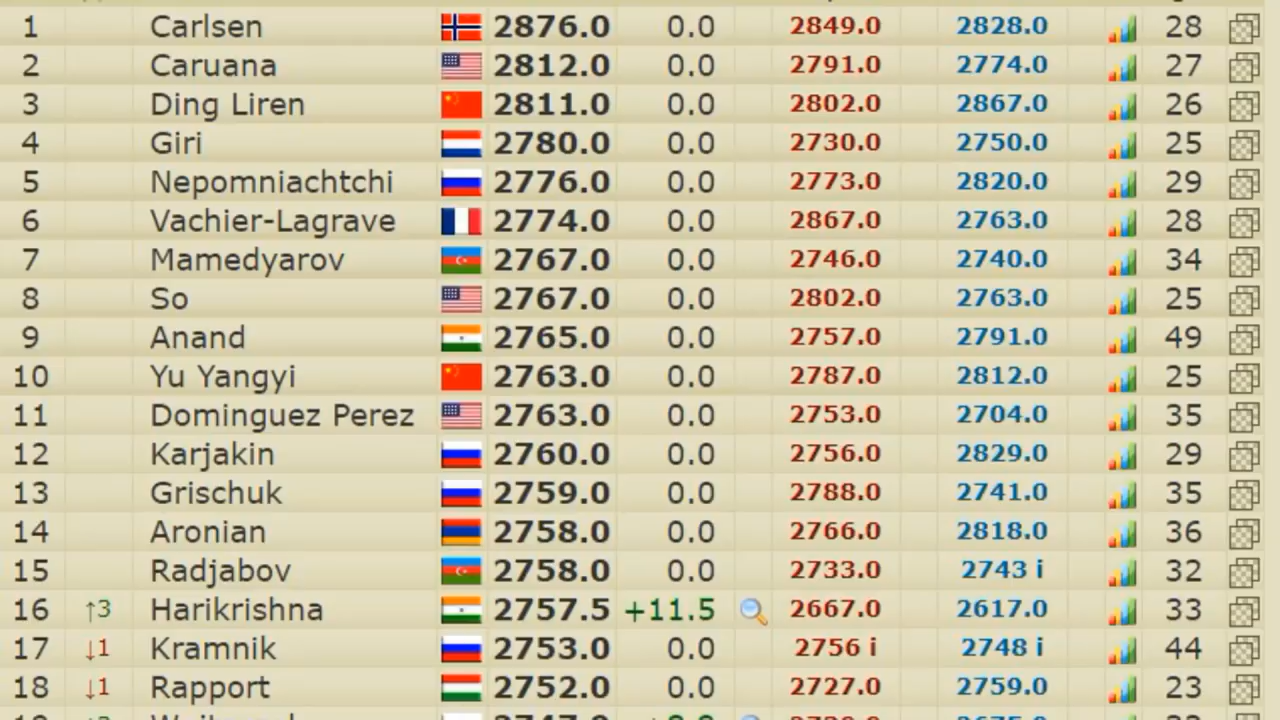 1 Carlsen 2876.0 0.0 2849.0 2828.0 28
2 Caruana 2812.0 0.0 2791.0 2774.0 27
3 Ding Liren 2811.0 0.0 2802.0 2867.0 26
4 Giri 2780.0 0.0 2730.0 2750.0 25
5 Nepomniachtchi 2776.0 0.0 2773.0 2820.0 29
6 Vachier-Lagrave 2774.0 0.0 2867.0 2763.0 28
7 Mamedyarov 2767.0 0.0 2746.0 2740.0 34
8 So 2767.0 0.0 2802.0 2763.0 25
9 Anand 2765.0 0.0 2757.0 2791.0 49
10 Yu Yangyi 2763.0 0.0 2787.0 2812.0 25
11 Dominguez Perez 2763.0 0.0 2753.0 2704.0 35
12 Karjakin 2760.0 0.0 2756.0 2829.0 29
13 Grischuk 2759.0 0.0 2788.0 2741.0 35
14 Aronian 2758.0 0.0 2766.0 2818.0 36
15 Radjabov 2758.0 0.0 2733.0 2743 i 32
16 ↑3 Harikrishna 2757.5 +11.5 2667.0 2617.0 33
17 ↓1 Kramnik 2753.0 0.0 2756 i 2748 i 44
18 ↓1 Rapport 2752.0 0.0 2727.0 2759.0 23